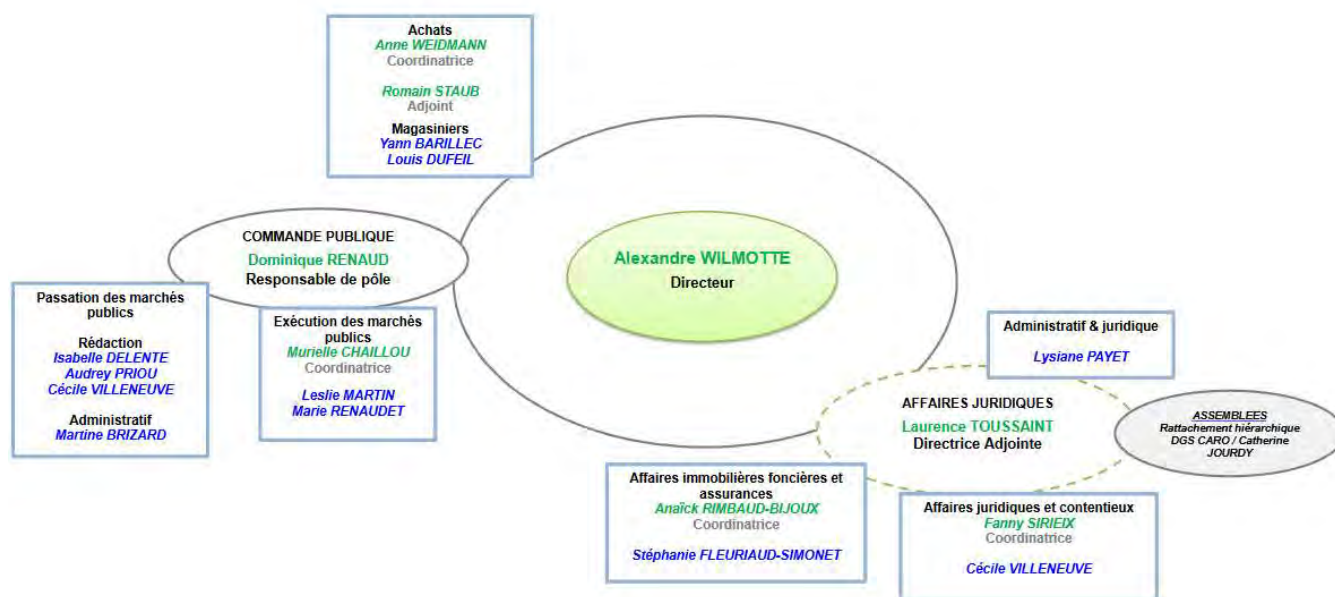 Achats
Anne WEIDMANN
Coordinatrice
Romain STAUB
Adjoint
Magasiniers
Yann BARILLEC
Louis DUFEIL
COMMANDE PUBLIQUE
Dominique RENAUD
Responsable de pôle
Alexandre WILMOTTE
Directeur
Passation des marchés
publics
Rédaction
Isabelle DELENTE
Audrey PRIOU
Cécile VILLENEUVE
Administratif
Martine BRIZARD
Exécution des marchés
publics
Murielle CHAILLOU
Coordinatrice
Leslie MARTIN
Marie RENAUDET
Administratif & juridique
Lysiane PAYET
AFFAIRES JURIDIQUES
Laurence TOUSSAINT
Directrice Adjointe
ASSEMBLEES
Rattachement hiérarchique
DGS CARO / Catherine
JOURDY
Affaires immobilières foncières et
assurances
Anaïck RIMBAUD-BIJOUX
Coordinatrice
Stéphanie FLEURIAUD-SIMONET
Affaires juridiques et contentieux
Fanny SIRIEIX
Coordinatrice
Cécile VILLENEUVE